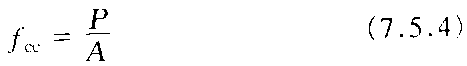 f_cc = P/A (7.5.4)